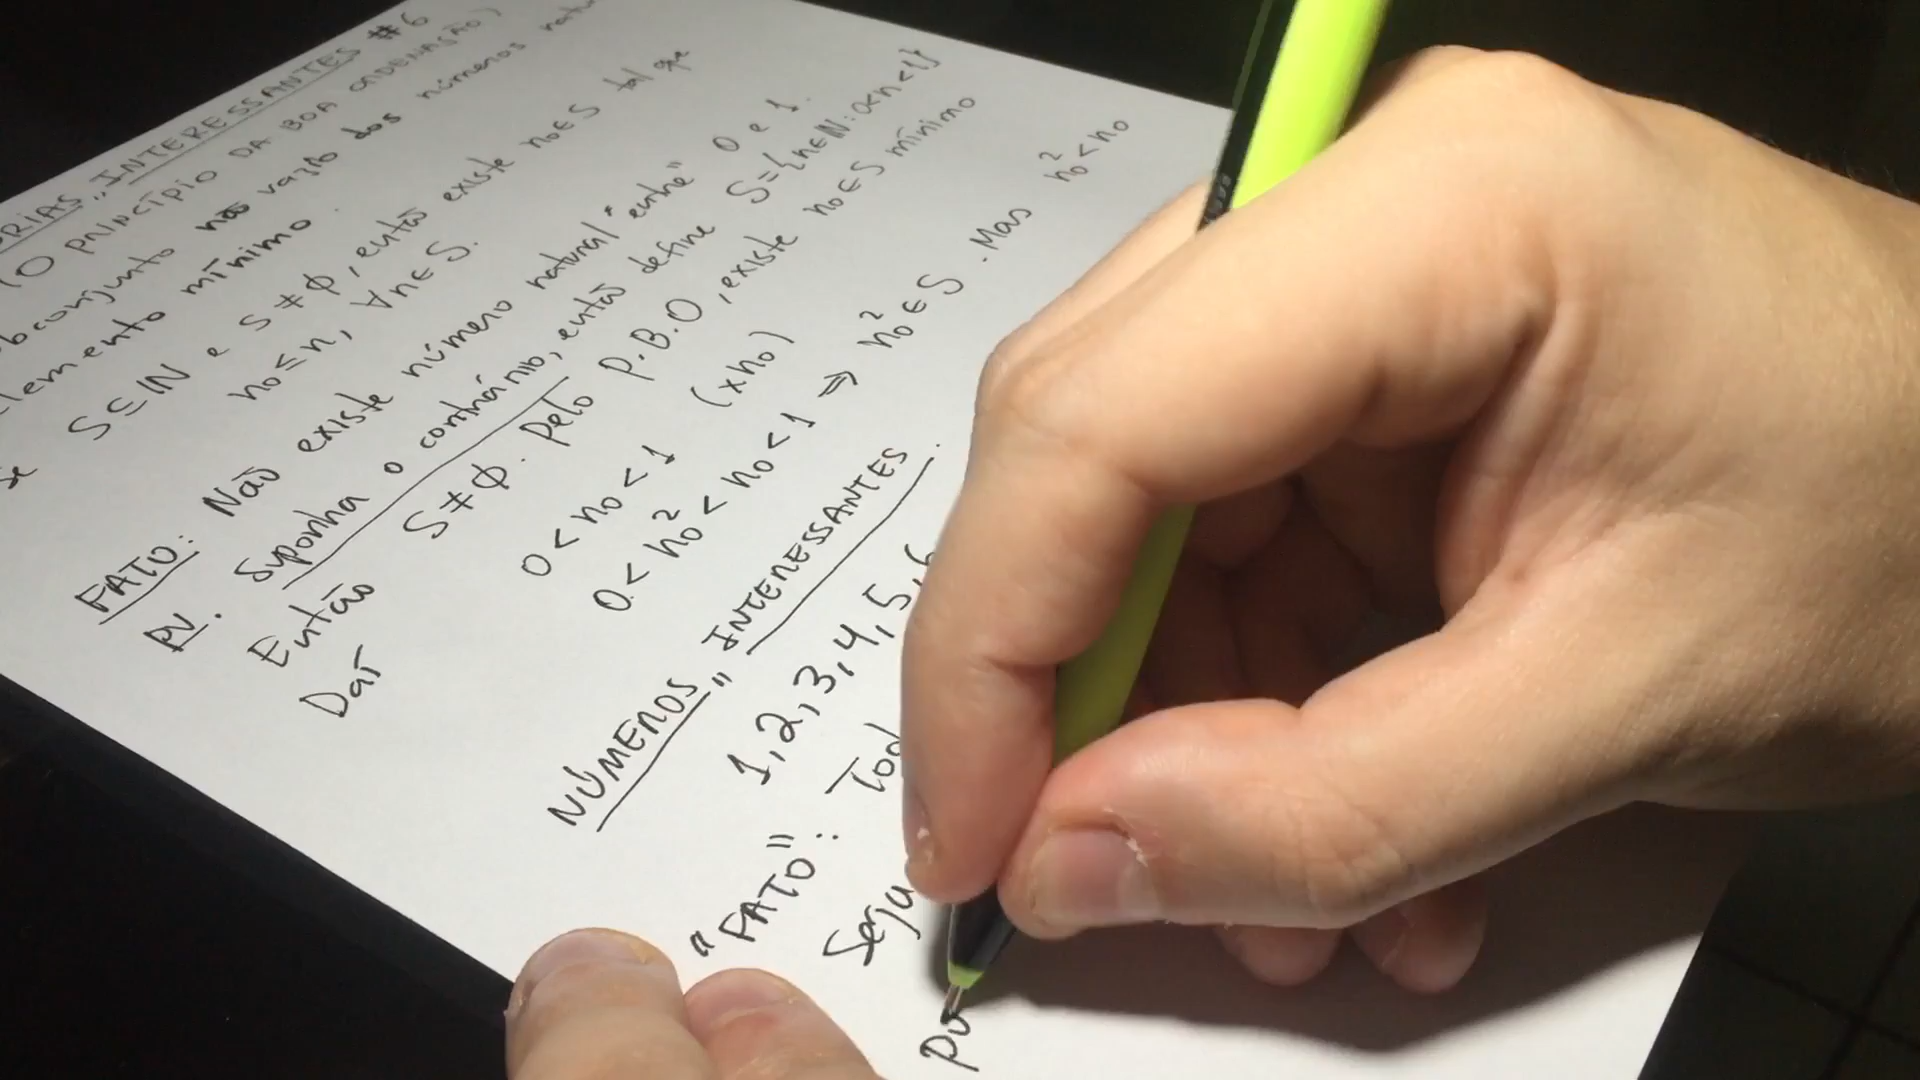 INTERESSANTES #6
(O PRINCÍPIO DA BOA ORDENAÇÃO)
não vazio dos números
elemento mínimo.
Se S⊆ℕ e S≠ϕ, então existe n₀∈S tal que
n₀≤n, ∀n∈S.
FATO: Não existe número natural "entre" 0 e 1.
PV. Suponha o contrário, então define S={n∈ℕ: 0<n<1}
Então S≠ϕ. Pelo P.B.O, existe n₀∈S mínimo
Daí 0<n₀<1 (×n₀)
0<n₀²<n₀<1 ⇒ n₀²∈S. Mas n₀²<n₀
NÚMEROS "INTERESSANTES.
1,2,3,4,5,6
"FATO": Tod
Seja
po